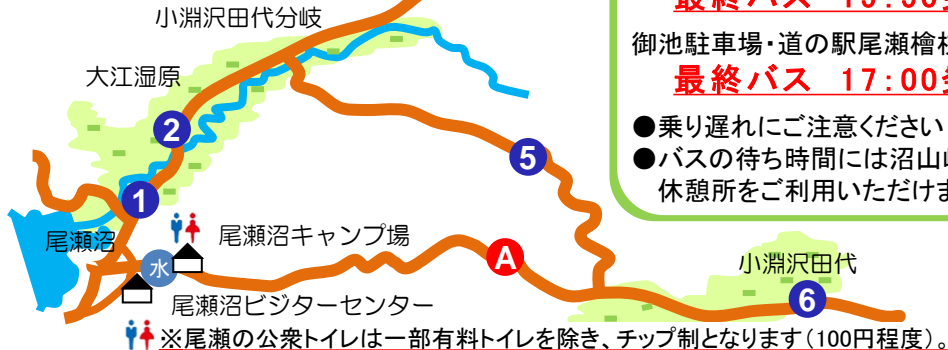 小淵沢田代分岐
大江湿原
2
1
5
尾瀬沼
水
尾瀬沼キャンプ場
A
尾瀬沼ビジターセンター
小淵沢田代
6
御池駐車場・道の駅尾瀬檜
最終バス 17:00
●乗り遅れにご注意ください
●バスの待ち時間には沼山
休憩所をご利用いただけ
※尾瀬の公衆トイレは一部有料トイレを除き、チップ制となります(100円程度)。